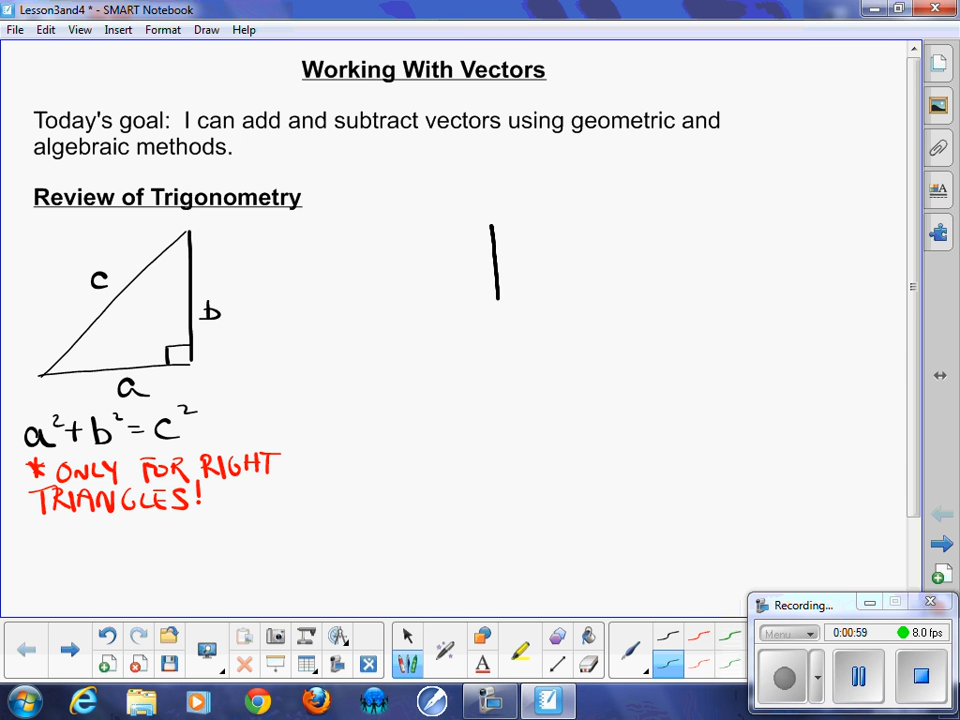 Lesson3and4 * - SMART Notebook
File Edit View Insert Format Draw Help
Working With Vectors
Today's goal: I can add and subtract vectors using geometric and
algebraic methods.
Review of Trigonometry
c
b
a
a² + b² = c²
* ONLY FOR RIGHT
TRIANGLES!
Recording...
Menu 0:00:59 8.0 fps